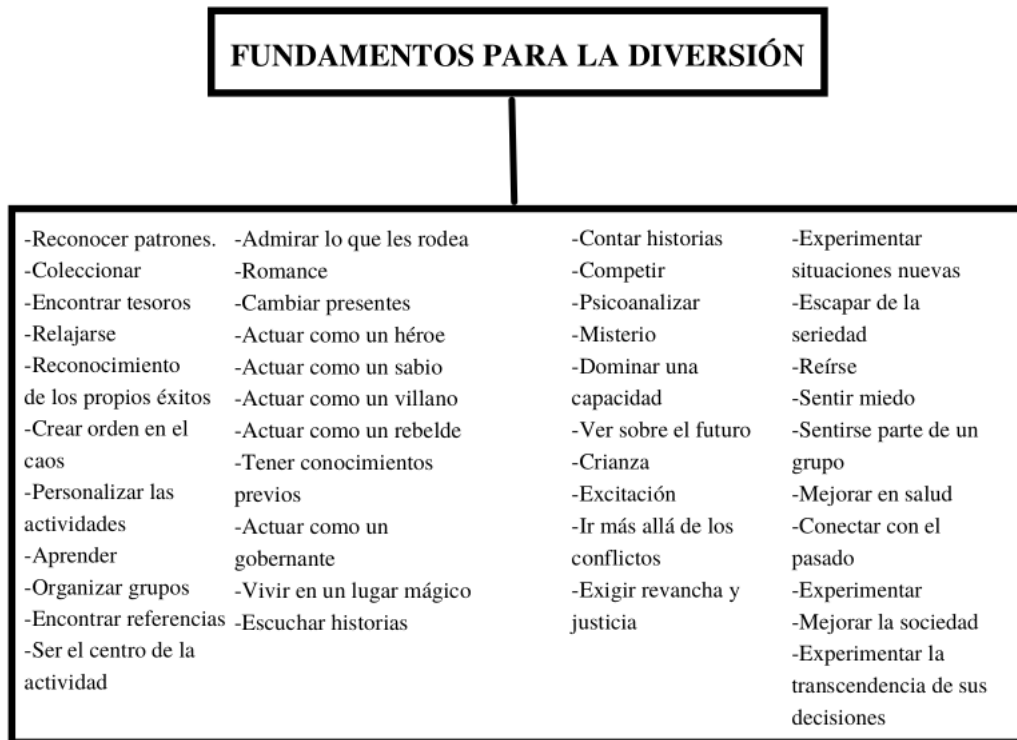 FUNDAMENTOS PARA LA DIVERSIÓN
-Reconocer patrones.
-Coleccionar
-Encontrar tesoros
-Relajarse
-Reconocimiento
de los propios éxitos
-Crear orden en el
caos
-Personalizar las
actividades
-Aprender
-Organizar grupos
-Encontrar referencias
-Ser el centro de la
actividad
-Admirar lo que les rodea
-Romance
-Cambiar presentes
-Actuar como un héroe
-Actuar como un sabio
-Actuar como un villano
-Actuar como un rebelde
-Tener conocimientos
previos
-Actuar como un
gobernante
-Vivir en un lugar mágico
-Escuchar historias
-Contar historias
-Competir
-Psicoanalizar
-Misterio
-Dominar una
capacidad
-Ver sobre el futuro
-Crianza
-Excitación
-Ir más allá de los
conflictos
-Exigir revancha y
justicia
-Experimentar
situaciones nuevas
-Escapar de la
seriedad
-Reírse
-Sentir miedo
-Sentirse parte de un
grupo
-Mejorar en salud
-Conectar con el
pasado
-Experimentar
-Mejorar la sociedad
-Experimentar la
transcendencia de sus
decisiones